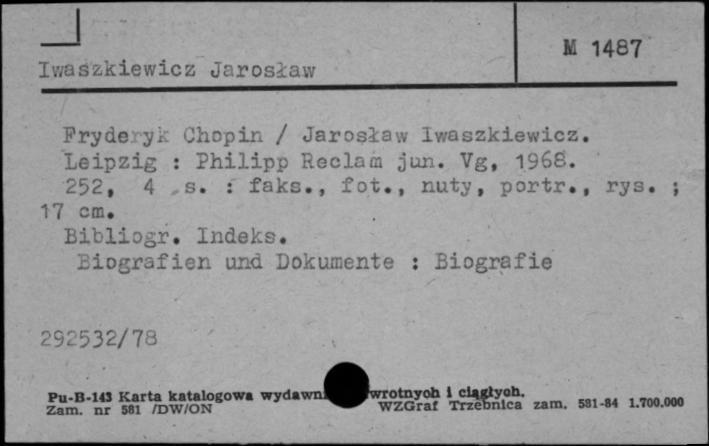 M 1487
Iwaszkiewicz Jarosław
Fryderyk Chopin / Jarosław Iwaszkiewicz.
Leipzig : Philipp Reclam jun. Vg, 1968.
252, 4 s. : faks., fot., nuty, portr., rys. ;
17 cm.
Bibliogr. Indeks.
Biografien und Dokumente : Biografie
292532/78
Pu-B-143 Karta katalogowa wydawn wrotnych i ciągłych.
Zam. nr 581 /DW/ON WZGraf Trzebnica zam. 581-84 1.700.000